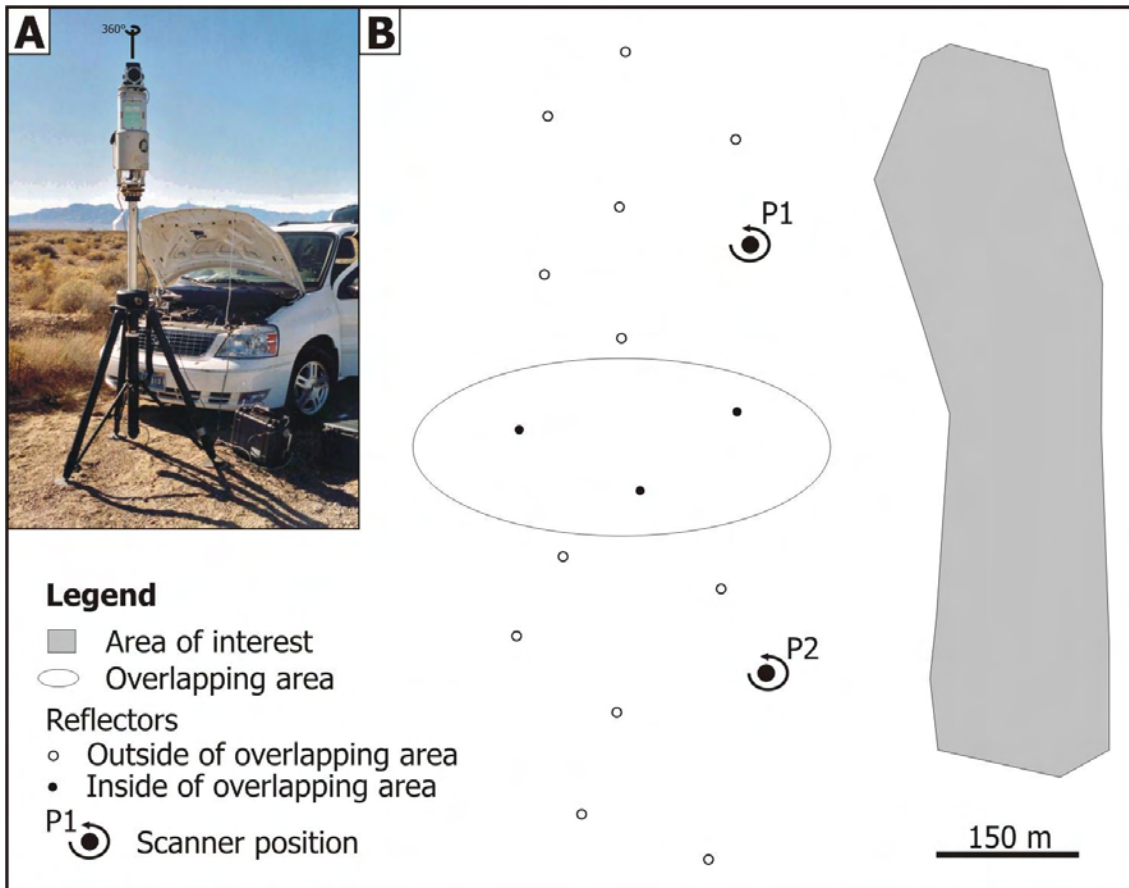 A
360°
B
P1
P2
Legend
Area of interest
Overlapping area
Reflectors
Outside of overlapping area
Inside of overlapping area
P1
Scanner position
150 m